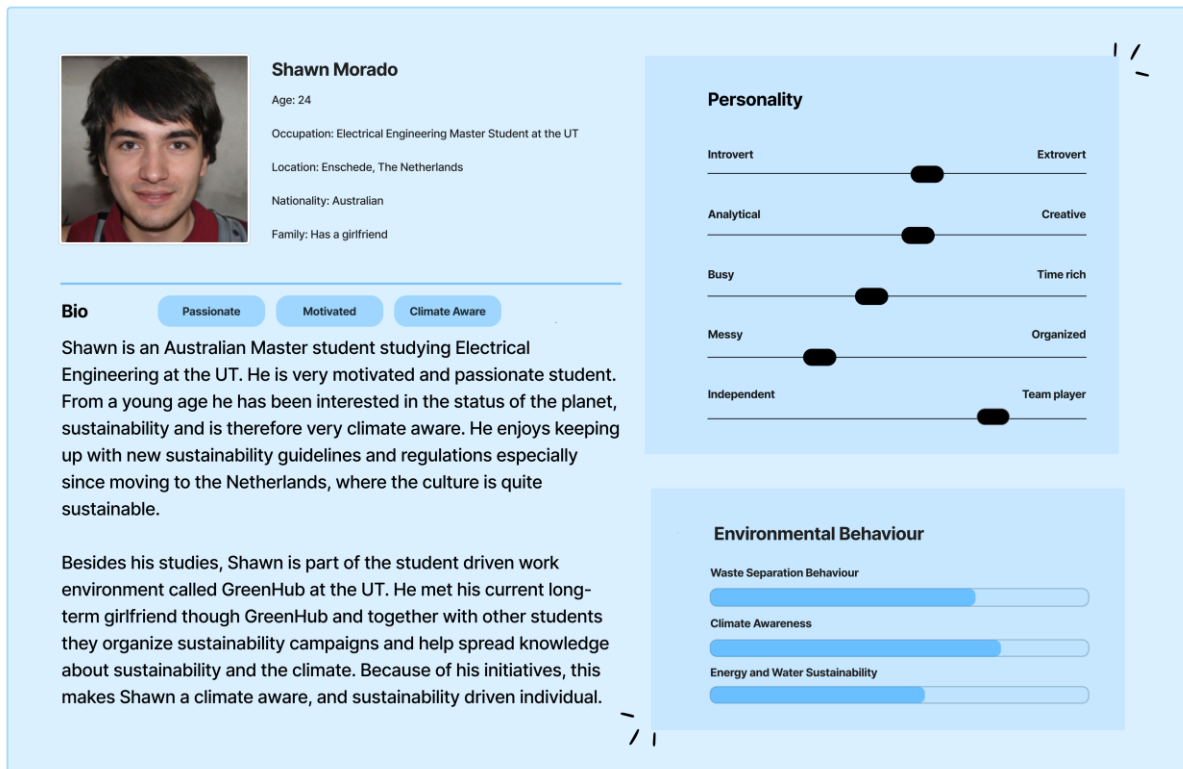 Shawn Morado
Age: 24
Occupation: Electrical Engineering Master Student at the UT
Location: Enschede, The Netherlands
Nationality: Australian
Family: Has a girlfriend
Bio
Passionate
Motivated
Climate Aware
Shawn is an Australian Master student studying Electrical
Engineering at the UT. He is very motivated and passionate student.
From a young age he has been interested in the status of the planet,
sustainability and is therefore very climate aware. He enjoys keeping
up with new sustainability guidelines and regulations especially
since moving to the Netherlands, where the culture is quite
sustainable.
Besides his studies, Shawn is part of the student driven work
environment called GreenHub at the UT. He met his current long-
term girlfriend though GreenHub and together with other students
they organize sustainability campaigns and help spread knowledge
about sustainability and the climate. Because of his initiatives, this
makes Shawn a climate aware, and sustainability driven individual.
Personality
Introvert Extrovert
Analytical Creative
Busy Time rich
Messy Organized
Independent Team player
Environmental Behaviour
Waste Separation Behaviour
Climate Awareness
Energy and Water Sustainability